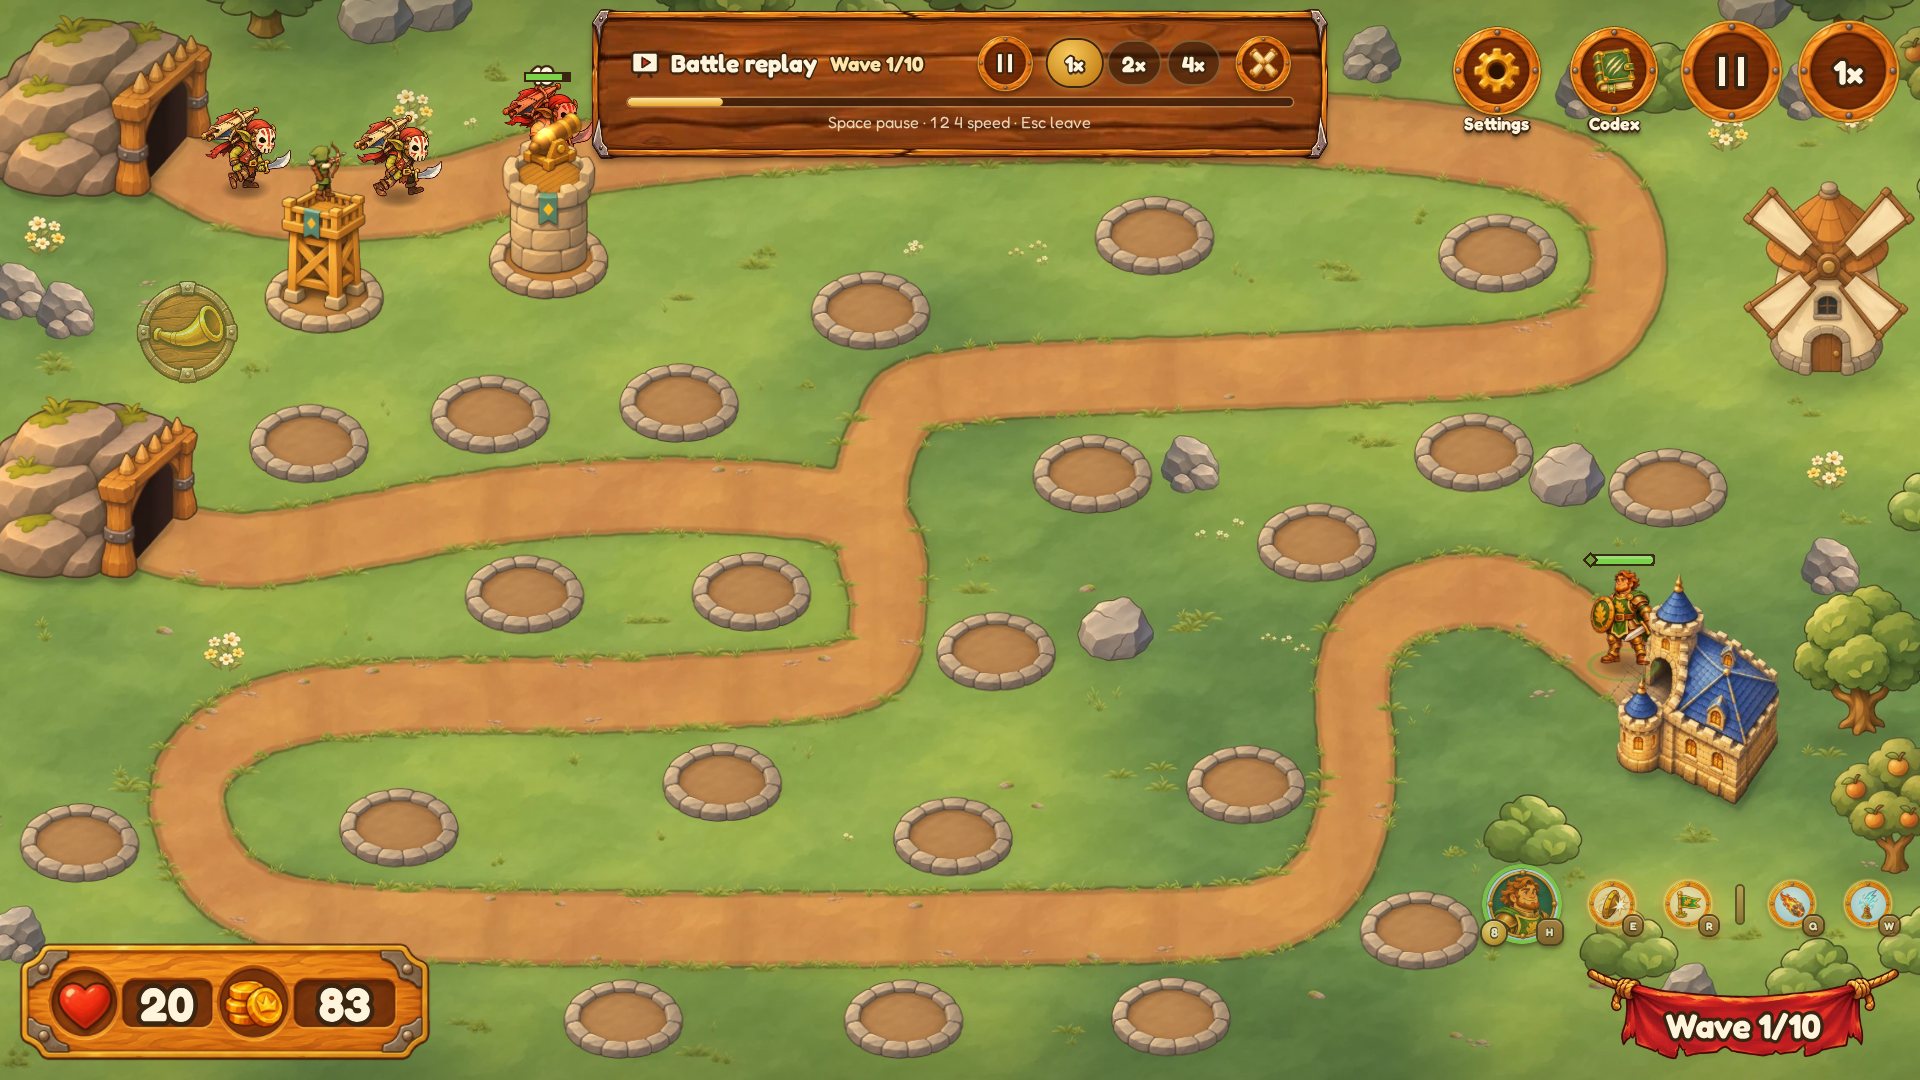 Battle replay Wave 1/10
1x 2x 4x
Space pause · 1 2 4 speed · Esc leave
1x
Settings
Codex
8 H
E
R
Q
W
20
83
Wave 1/10